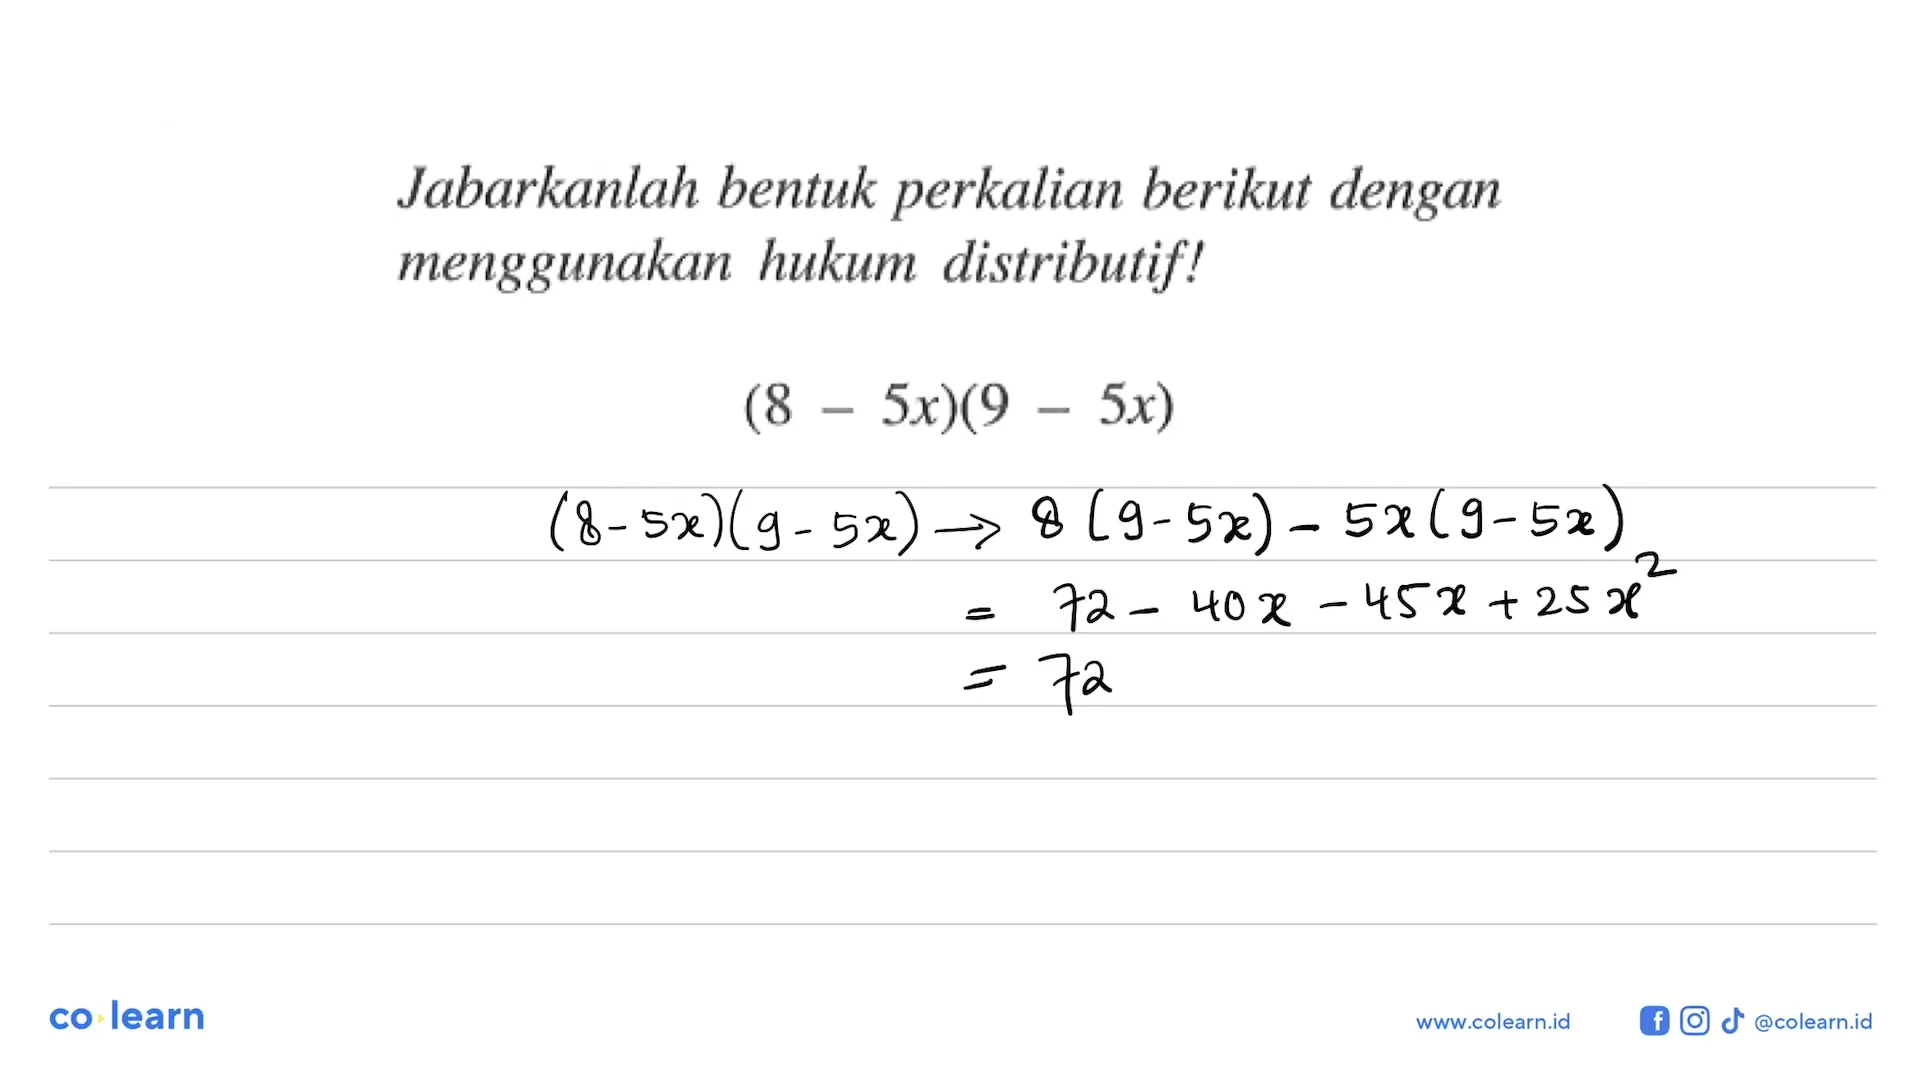 Jabarkanlah bentuk perkalian berikut dengan
menggunakan hukum distributif!
(8 – 5x)(9 – 5x)
(8-5x)(9-5x) → 8(9-5x) - 5x(9-5x)
= 72 - 40x - 45x + 25x²
= 72
co learn
www.colearn.id
@colearn.id